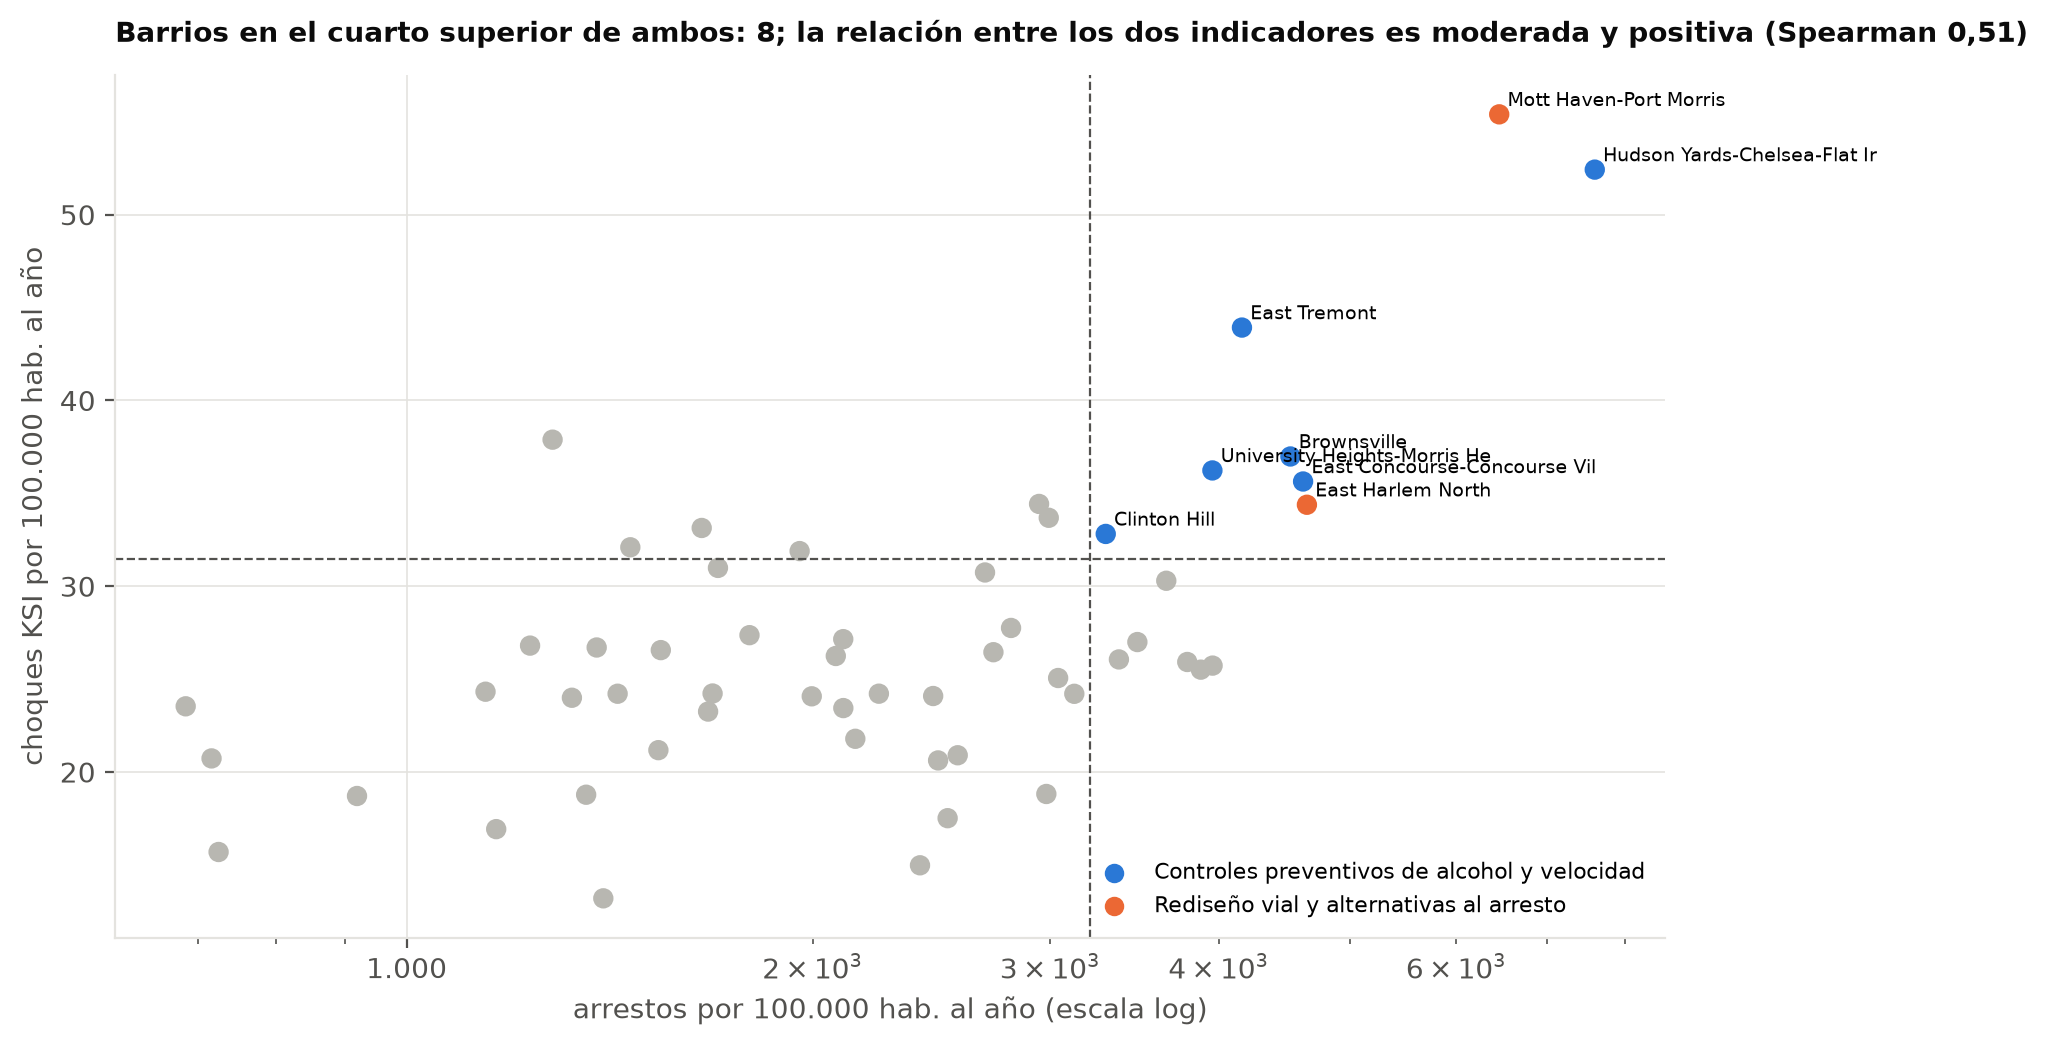 Barrios en el cuarto superior de ambos: 8; la relación entre los dos indicadores es moderada y positiva (Spearman 0,51)
choques KSI por 100.000 hab. al año
50
40
30
20
Mott Haven-Port Morris
Hudson Yards-Chelsea-Flat Ir
East Tremont
Brownsville
University Heights-Morris He
East Concourse-Concourse Vil
East Harlem North
Clinton Hill
Controles preventivos de alcohol y velocidad
Rediseño vial y alternativas al arresto
1.000
2 × 10³
3 × 10³
4 × 10³
6 × 10³
arrestos por 100.000 hab. al año (escala log)